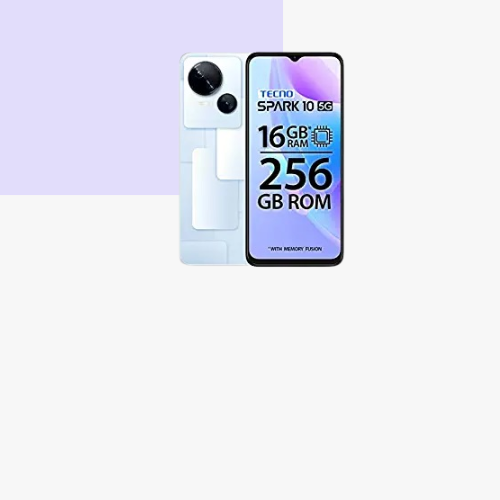 TECNO
SPARK 10 5G
16 GB* RAM
256
GB ROM
*WITH MEMORY FUSION